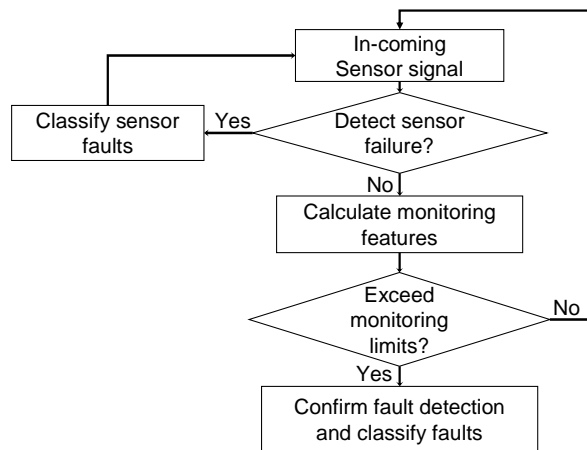 In-coming
Sensor signal
Classify sensor
faults
Yes
Detect sensor
failure?
No
Calculate monitoring
features
Exceed
monitoring
limits?
No
Yes
Confirm fault detection
and classify faults